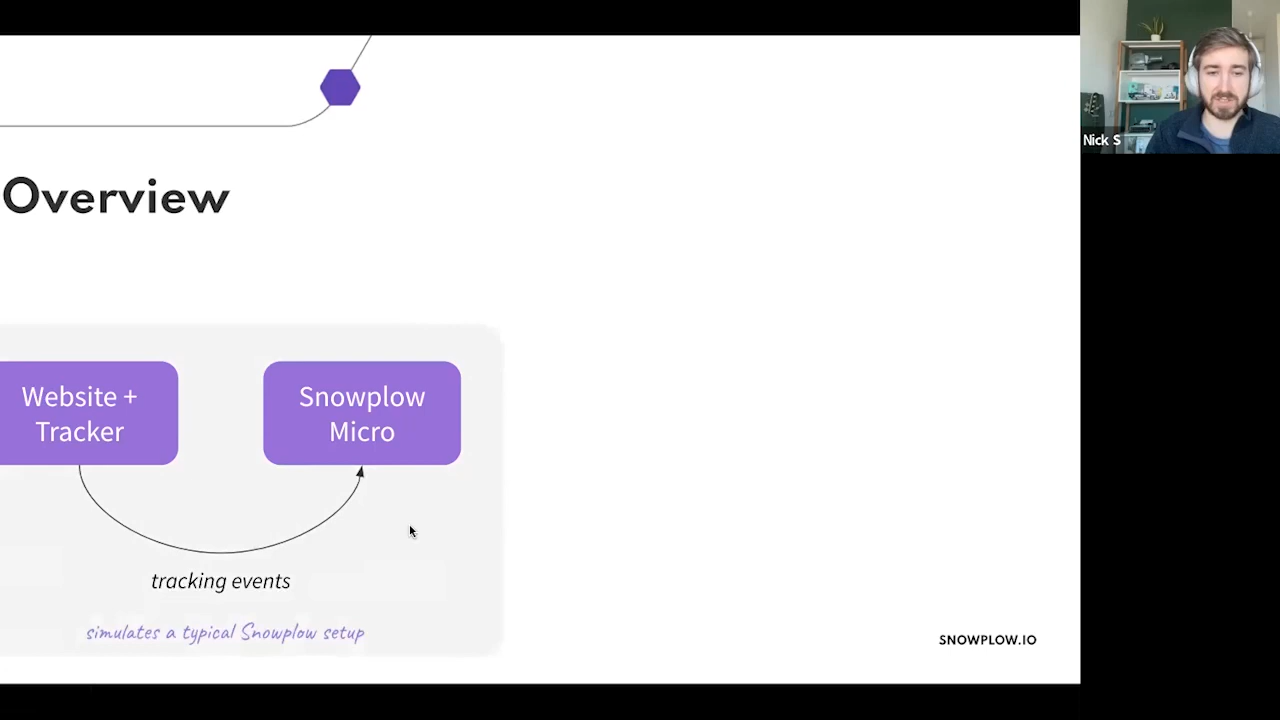 Nick S
Overview
Website +
Tracker
Snowplow
Micro
tracking events
simulates a typical Snowplow setup
SNOWPLOW.IO